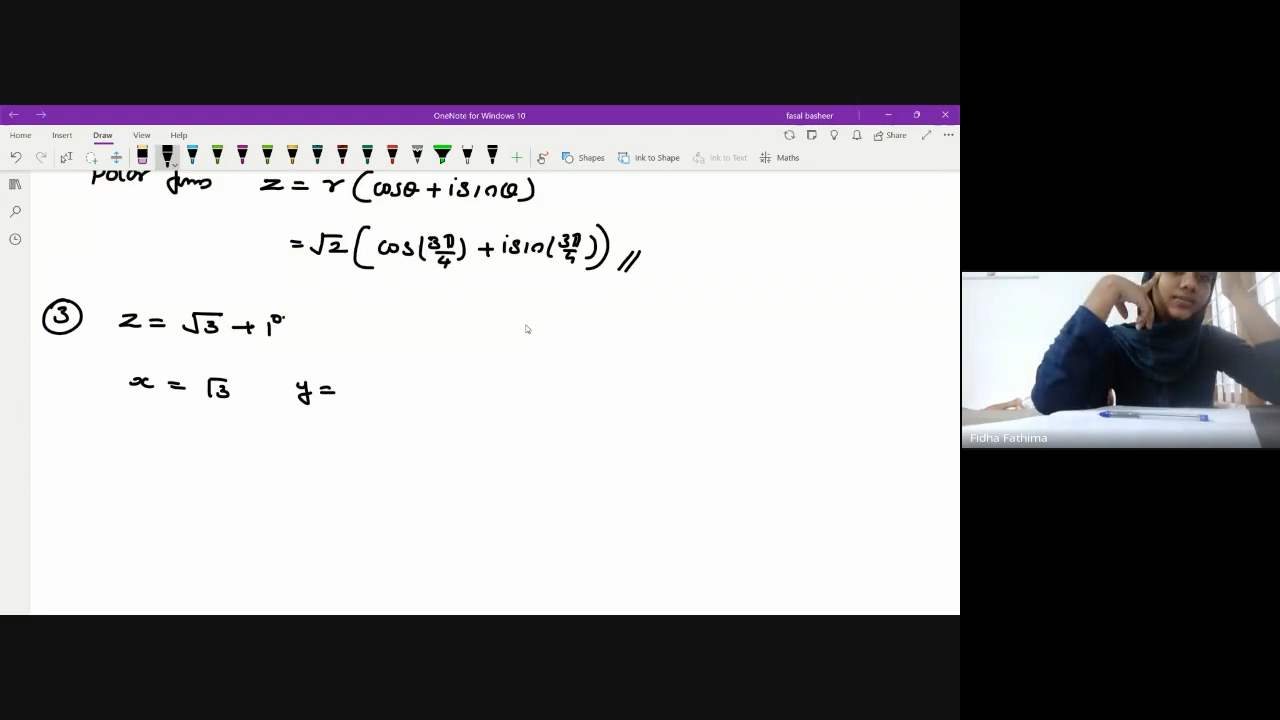 OneNote for Windows 10
fasal basheer
Home Insert Draw View Help
Share
Shapes Ink to Shape Ink to Text Maths
Polar form z = r(cosθ + isinθ)
= √2(cos(3π/4) + isin(3π/4)) //
③ z = √3 + i
x = √3 y =
Fidha Fathima